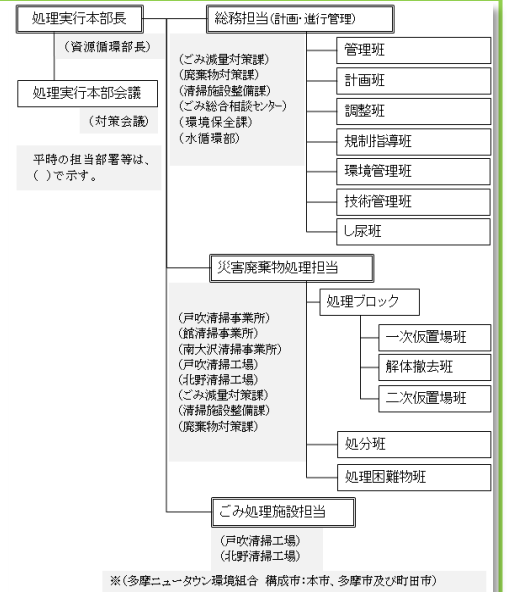 処理実行本部長
(資源循環部長)
処理実行本部会議
(対策会議)
平時の担当部署等は、
( )で示す。
総務担当(計画・進行管理)
(ごみ減量対策課)
(廃棄物対策課)
(清掃施設整備課)
(ごみ総合相談センター)
(環境保全課)
(水循環部)
管理班
計画班
調整班
規制指導班
環境管理班
技術管理班
し尿班
災害廃棄物処理担当
(戸吹清掃事業所)
(館清掃事業所)
(南大沢清掃事業所)
(戸吹清掃工場)
(北野清掃工場)
(ごみ減量対策課)
(清掃施設整備課)
(廃棄物対策課)
処理ブロック
一次仮置場班
解体撤去班
二次仮置場班
処分班
処理困難物班
ごみ処理施設担当
(戸吹清掃工場)
(北野清掃工場)
※(多摩ニュータウン環境組合 構成市:本市、多摩市及び町田市)